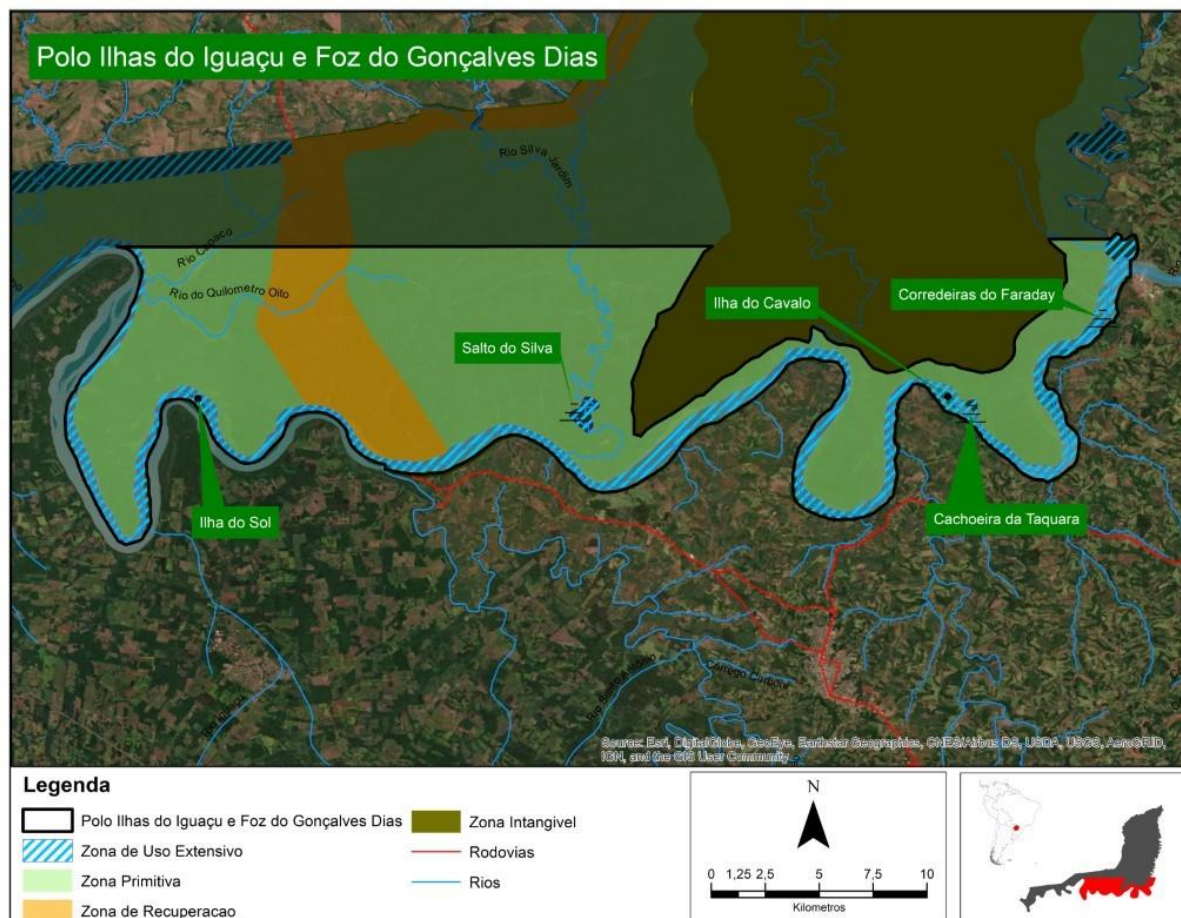 Polo Ilhas do Iguaçu e Foz do Gonçalves Dias
Rio Silva Jardim
Rio
Rio do Quilometro Oito
Ilha do Cavalo
Corredeiras do Faraday
Salto do Silva
Ilha do Sol
Cachoeira da Taquara
Rio Santo Antônio
Source: Esri, DigitalGlobe, GeoEye, Earthstar Geographics, CNES/Airbus DS, USDA, USGS, AeroGRID,
IGN, and the GIS User Community
Legenda
Polo Ilhas do Iguaçu e Foz do Gonçalves Dias
Zona de Uso Extensivo
Zona Primitiva
Zona de Recuperacao
Zona Intangivel
Rodovias
Rios
N
0 1,25 2,5 5 7,5 10
Kilometros